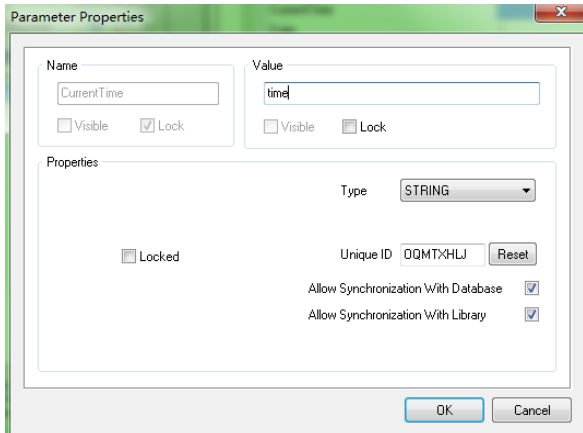 Parameter Properties
Name
Value
CurrentTime
time
Visible
Lock
Visible
Lock
Properties
Type
STRING
Locked
Unique ID
OQMTXHLJ
Reset
Allow Synchronization With Database
Allow Synchronization With Library
OK
Cancel